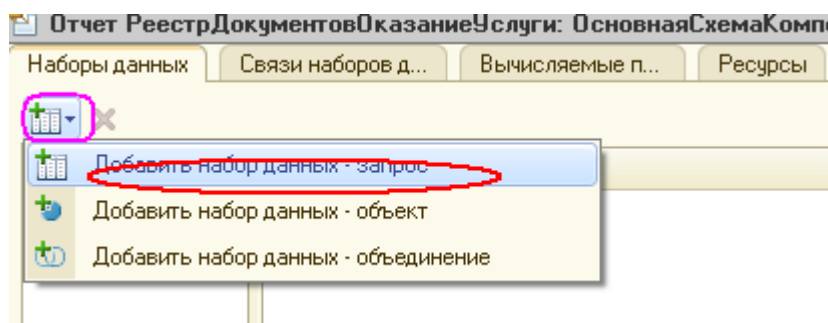 Отчет РеестрДокументовОказаниеУслуги: ОсновнаяСхемаКомп
Наборы данных Связи наборов д... Вычисляемые п... Ресурсы
Добавить набор данных - запрос
Добавить набор данных - объект
Добавить набор данных - объединение